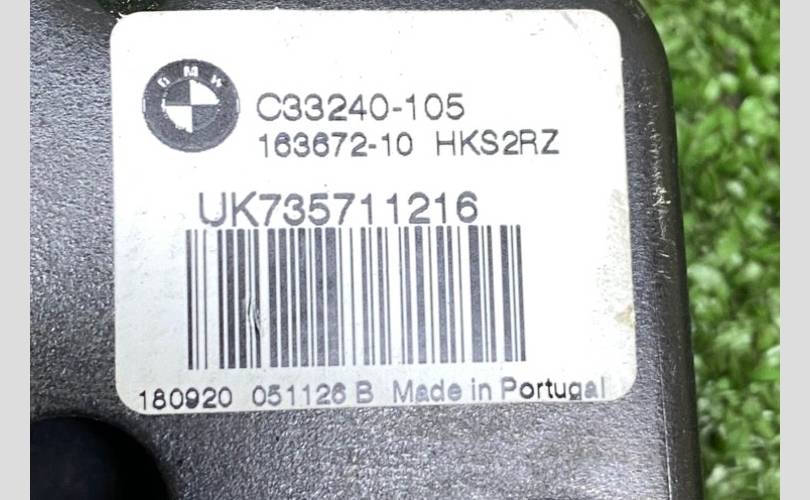 BMW
C33240-105
163672-10 HKS2RZ
UK735711216
180920 051126 B Made in Portugal